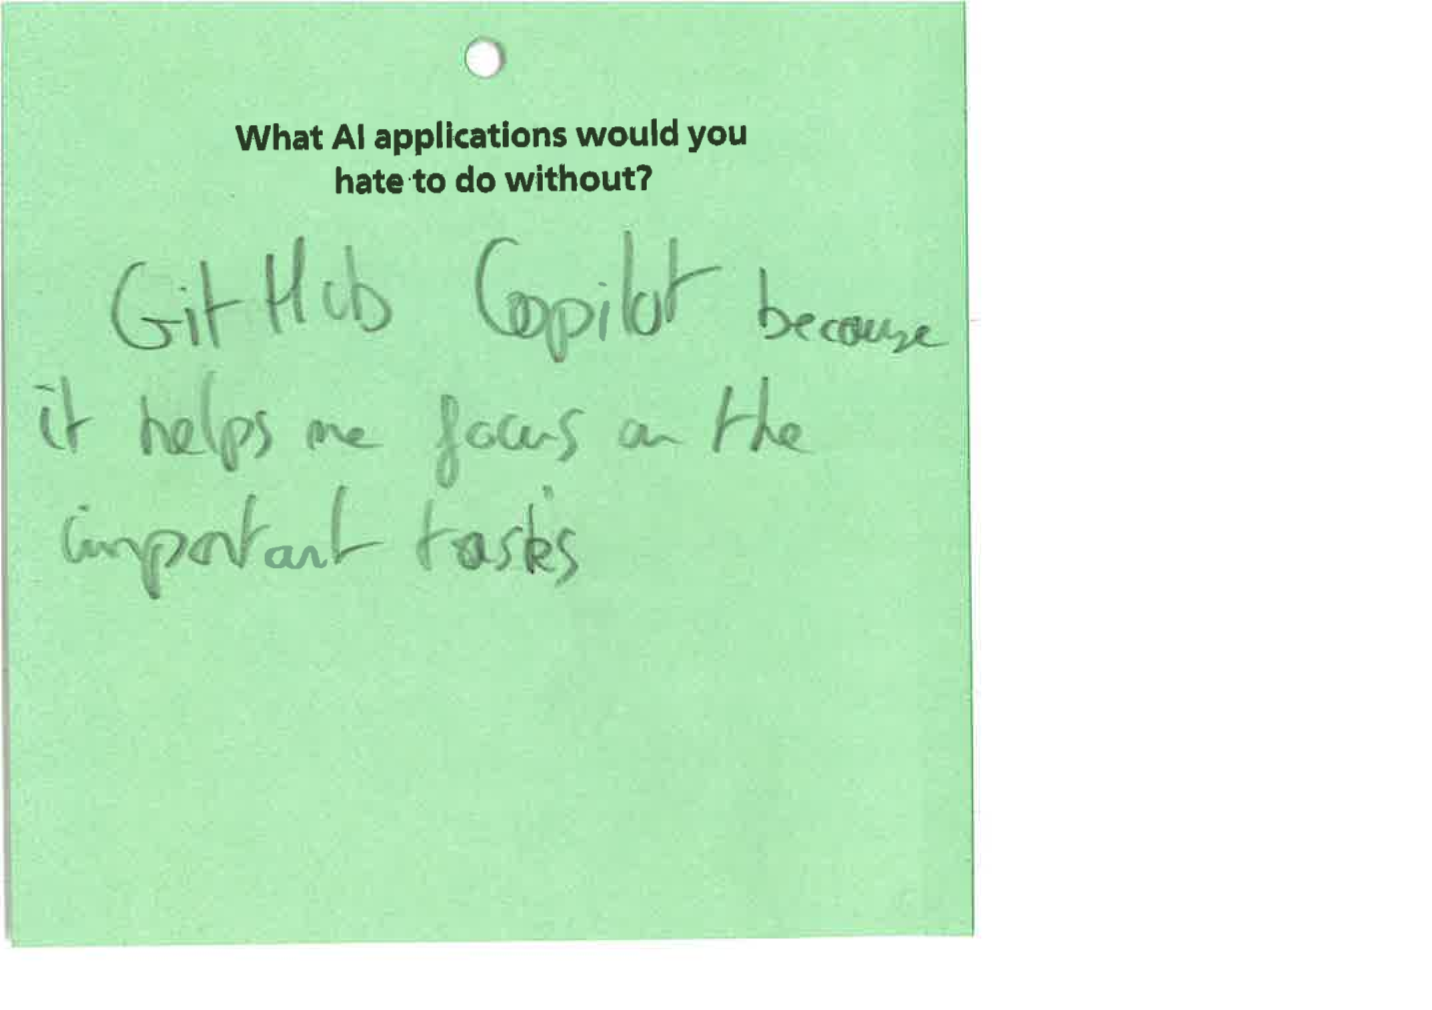 What AI applications would you
hate to do without?
GitHub Copilot because
it helps me focus on the
important tasks